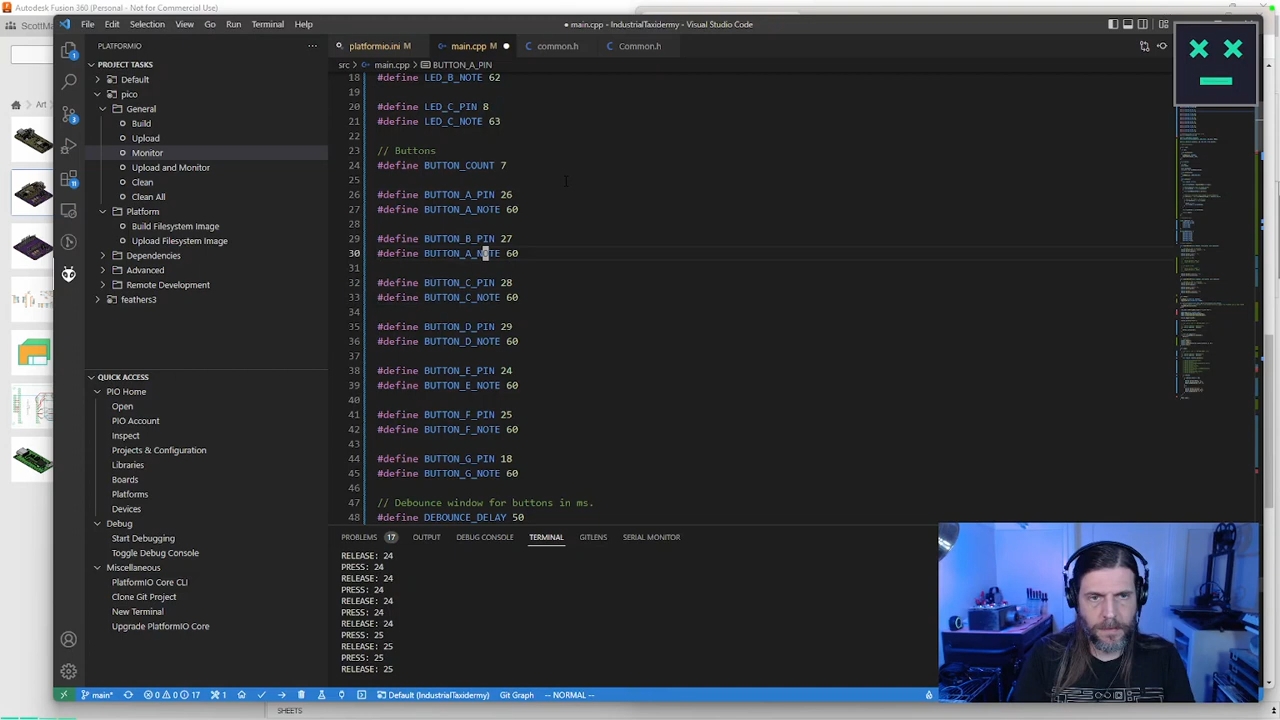 Autodesk Fusion 360 (Personal - Not for Commercial Use)
ScottMa
File Edit Selection View Go Run Terminal Help
● main.cpp - IndustrialTaxidermy - Visual Studio Code
PLATFORMIO
platformio.ini M
main.cpp M
common.h
Common.h
src > main.cpp > BUTTON_A_PIN
Art
PROJECT TASKS
Default
pico
General
Build
Upload
Monitor
Upload and Monitor
Clean
Clean All
Platform
Build Filesystem Image
Upload Filesystem Image
Dependencies
Advanced
Remote Development
feathers3
QUICK ACCESS
PIO Home
Open
PIO Account
Inspect
Projects & Configuration
Libraries
Boards
Platforms
Devices
Debug
Start Debugging
Toggle Debug Console
Miscellaneous
PlatformIO Core CLI
Clone Git Project
New Terminal
Upgrade PlatformIO Core
18 #define LED_B_NOTE 62
19
20 #define LED_C_PIN 8
21 #define LED_C_NOTE 63
22
23 // Buttons
24 #define BUTTON_COUNT 7
25
26 #define BUTTON_A_PIN 26
27 #define BUTTON_A_NOTE 60
28
29 #define BUTTON_B_PIN 27
30 #define BUTTON_A_NOTE 60
31
32 #define BUTTON_C_PIN 28
33 #define BUTTON_C_NOTE 60
34
35 #define BUTTON_D_PIN 29
36 #define BUTTON_D_NOTE 60
37
38 #define BUTTON_E_PIN 24
39 #define BUTTON_E_NOTE 60
40
41 #define BUTTON_F_PIN 25
42 #define BUTTON_F_NOTE 60
43
44 #define BUTTON_G_PIN 18
45 #define BUTTON_G_NOTE 60
46
47 // Debounce window for buttons in ms.
48 #define DEBOUNCE_DELAY 50
PROBLEMS 17 OUTPUT DEBUG CONSOLE TERMINAL GITLENS SERIAL MONITOR
RELEASE: 24
PRESS: 24
RELEASE: 24
PRESS: 24
RELEASE: 24
PRESS: 24
RELEASE: 24
PRESS: 25
RELEASE: 25
PRESS: 25
RELEASE: 25
main* 0 0 17 1 Default (IndustrialTaxidermy) Git Graph -- NORMAL --
SHEETS